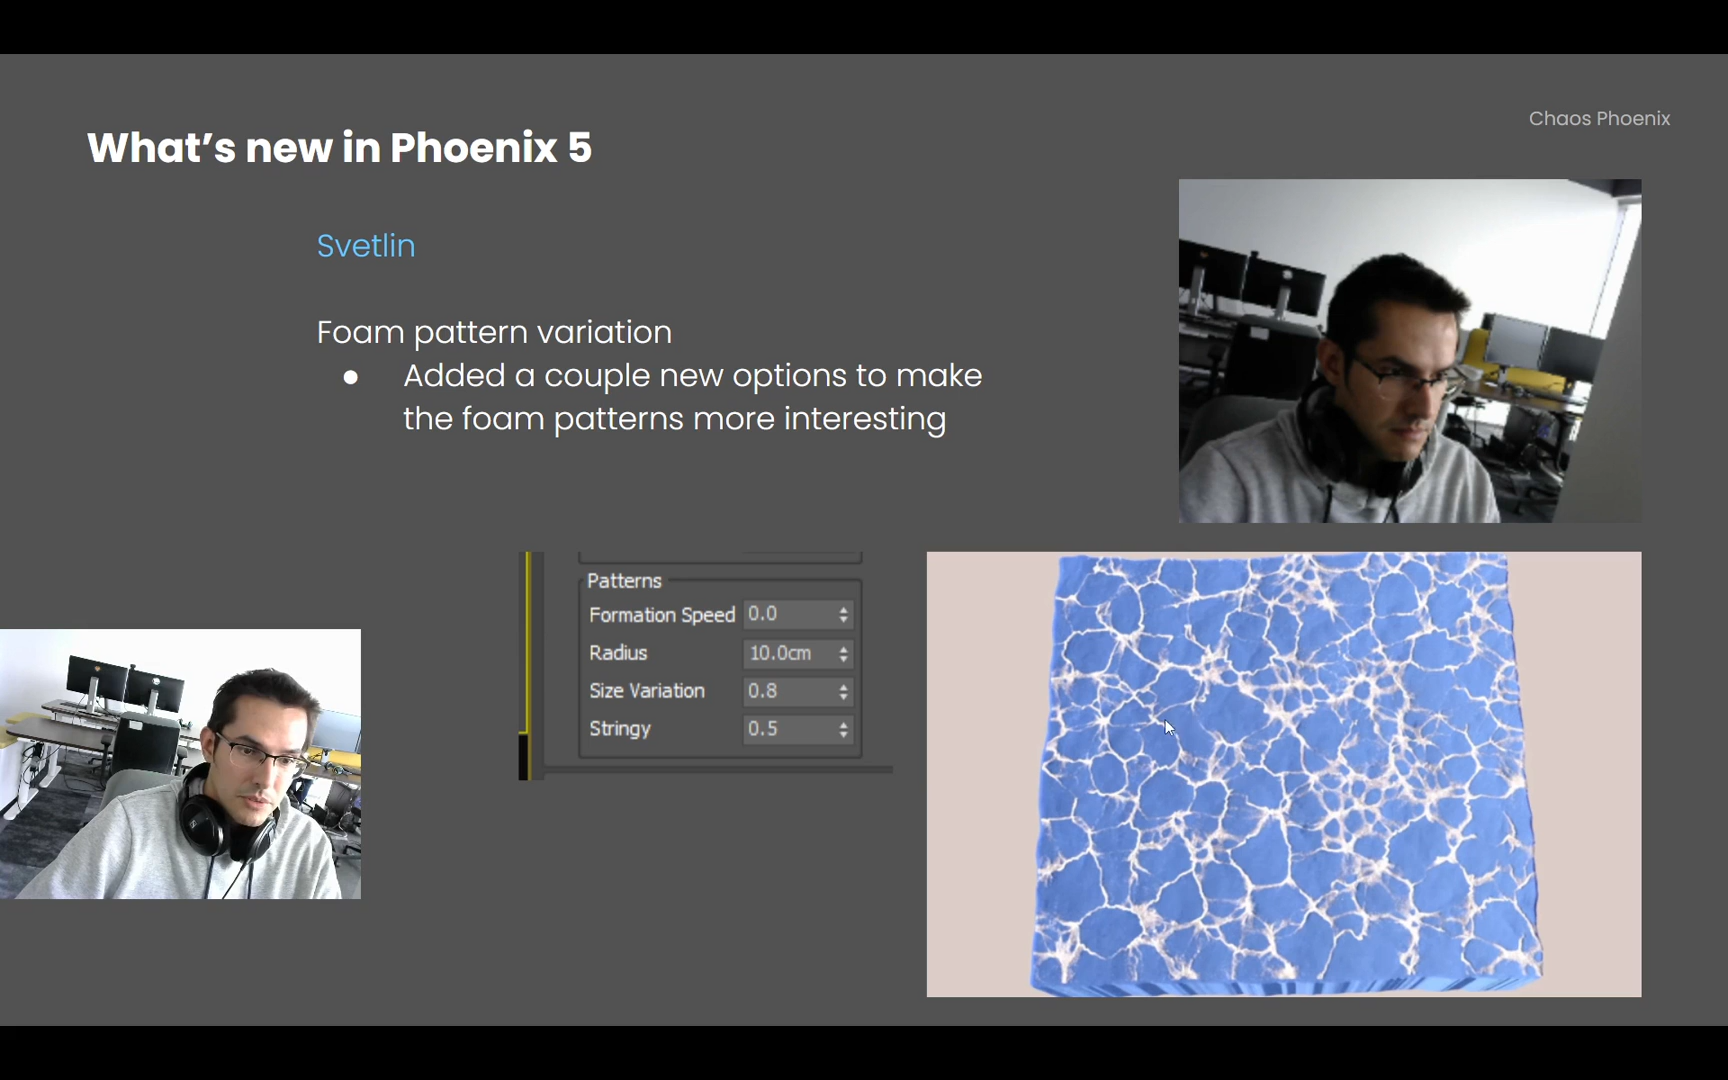 Chaos Phoenix
What’s new in Phoenix 5
Svetlin
Foam pattern variation
● Added a couple new options to make
the foam patterns more interesting
Patterns
Formation Speed 0.0
Radius 10.0cm
Size Variation 0.8
Stringy 0.5